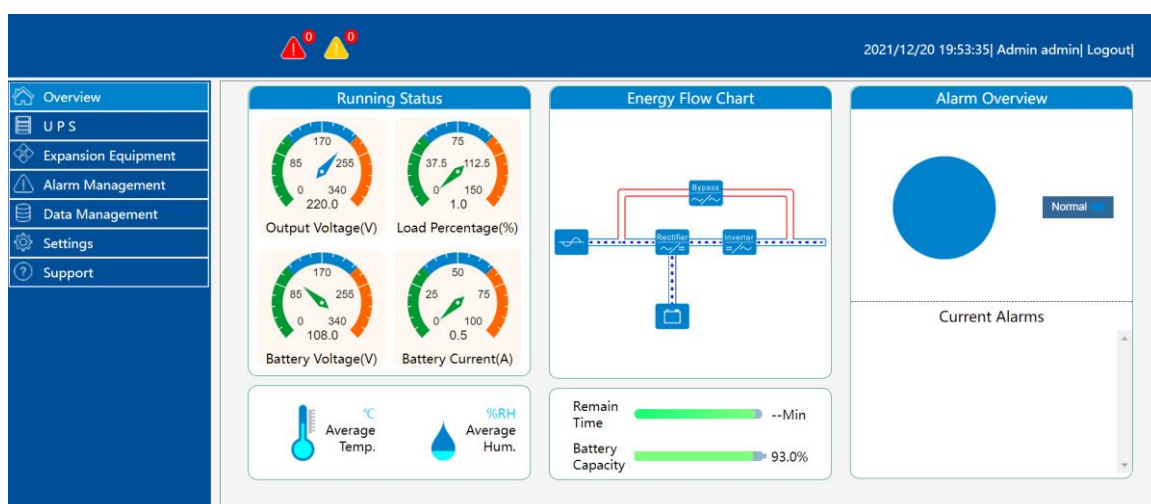 0 0
2021/12/20 19:53:35| Admin admin| Logout|
Overview
U P S
Expansion Equipment
Alarm Management
Data Management
Settings
Support
Running Status
170
85 255
0 340
220.0
Output Voltage(V)
75
37.5 112.5
0 150
1.0
Load Percentage(%)
170
85 255
0 340
108.0
Battery Voltage(V)
50
25 75
0 100
0.5
Battery Current(A)
°C
Average
Temp.
%RH
Average
Hum.
Energy Flow Chart
Bypass
Rectifier
Inverter
Remain
Time
--Min
Battery
Capacity
93.0%
Alarm Overview
Normal
Current Alarms